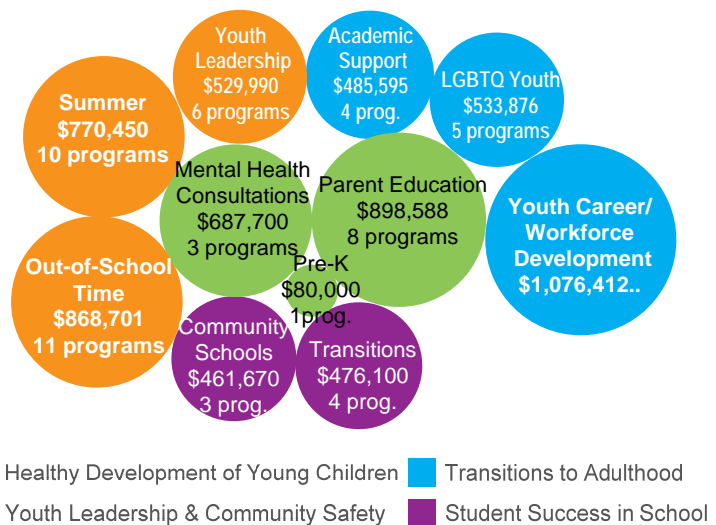 Youth
Leadership
$529,990
6 programs
Academic
Support
$485,595
4 prog.
LGBTQ Youth
$533,876
5 programs
Summer
$770,450
10 programs
Mental Health
Consultations
$687,700
3 programs
Parent Education
$898,588
8 programs
Youth Career/
Workforce
Development
$1,076,412..
Out-of-School
Time
$868,701
11 programs
Pre-K
$80,000
1prog.
Community
Schools
$461,670
3 prog.
Transitions
$476,100
4 prog.
Healthy Development of Young Children
Transitions to Adulthood
Youth Leadership & Community Safety
Student Success in School